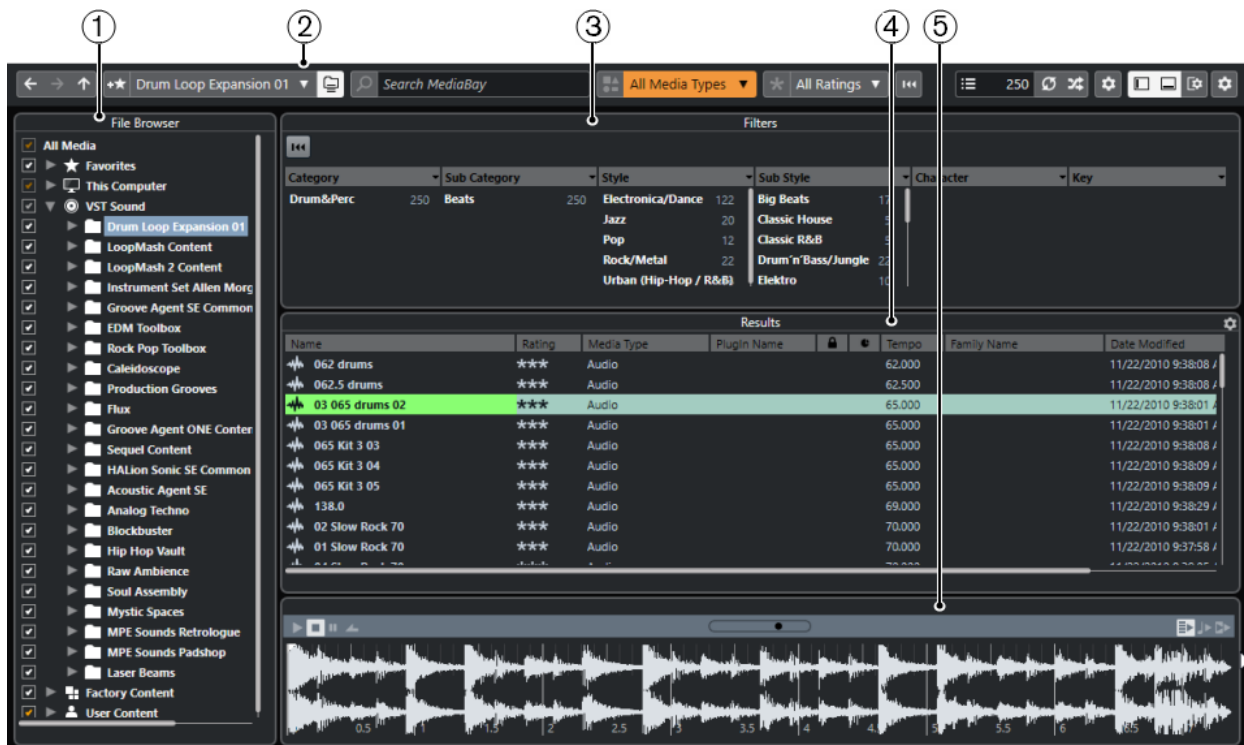 1 2 3 4 5
Drum Loop Expansion 01 Search MediaBay All Media Types All Ratings 250
File Browser
All Media
Favorites
This Computer
VST Sound
Drum Loop Expansion 01
LoopMash Content
LoopMash 2 Content
Instrument Set Allen Morg
Groove Agent SE Common
EDM Toolbox
Rock Pop Toolbox
Caleidoscope
Production Grooves
Flux
Groove Agent ONE Conter
Sequel Content
HALion Sonic SE Common
Acoustic Agent SE
Analog Techno
Blockbuster
Hip Hop Vault
Raw Ambience
Soul Assembly
Mystic Spaces
MPE Sounds Retrologue
MPE Sounds Padshop
Laser Beams
Factory Content
User Content
Filters
Category Sub Category Style Sub Style Character Key
Drum&Perc 250 Beats 250 Electronica/Dance 122 Big Beats 17
Jazz 20 Classic House 5
Pop 12 Classic R&B 5
Rock/Metal 22 Drum´n´Bass/Jungle 22
Urban (Hip-Hop / R&B) Elektro 10
Results
Name Rating Media Type PlugIn Name Tempo Family Name Date Modified
062 drums *** Audio 62.000 11/22/2010 9:38:08 A
062.5 drums *** Audio 62.500 11/22/2010 9:38:08 A
03 065 drums 02 *** Audio 65.000 11/22/2010 9:38:01 A
03 065 drums 01 *** Audio 65.000 11/22/2010 9:38:01 A
065 Kit 3 03 *** Audio 65.000 11/22/2010 9:38:08 A
065 Kit 3 04 *** Audio 65.000 11/22/2010 9:38:09 A
065 Kit 3 05 *** Audio 65.000 11/22/2010 9:38:09 A
138.0 *** Audio 69.000 11/22/2010 9:38:29 A
02 Slow Rock 70 *** Audio 70.000 11/22/2010 9:38:01 A
01 Slow Rock 70 *** Audio 70.000 11/22/2010 9:37:58 A
0.5 1 1.5 2 2.5 3 3.5 4 4. 5 5.5 6 6.5